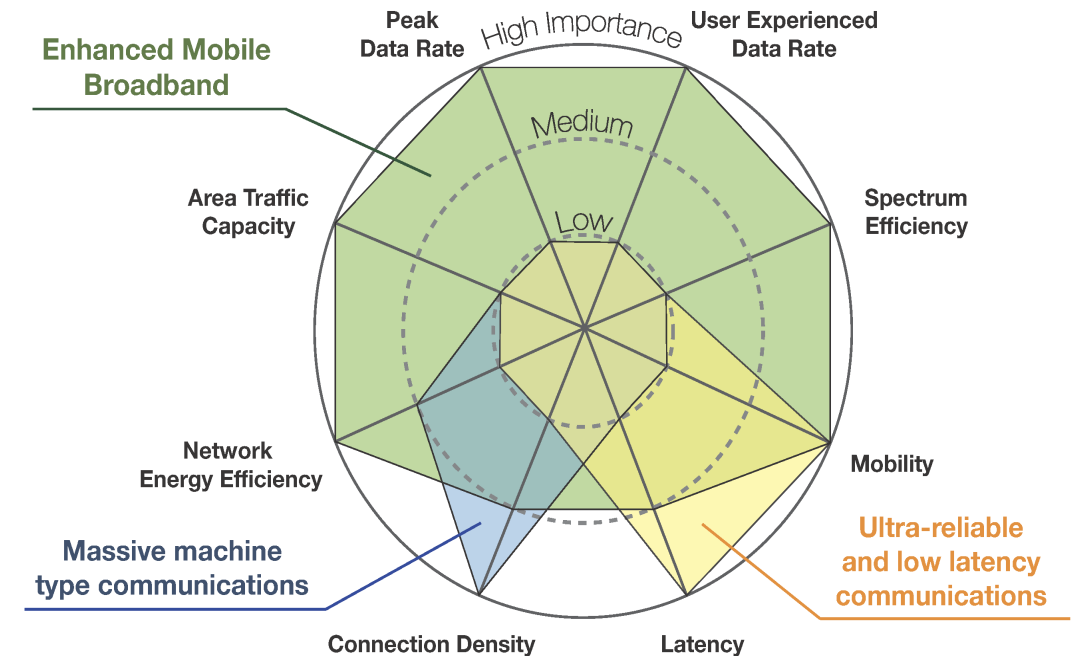 Peak
Data Rate
High Importance
User Experienced
Data Rate
Enhanced Mobile
Broadband
Medium
Area Traffic
Capacity
Low
Spectrum
Efficiency
Network
Energy Efficiency
Mobility
Massive machine
type communications
Ultra-reliable
and low latency
communications
Connection Density
Latency